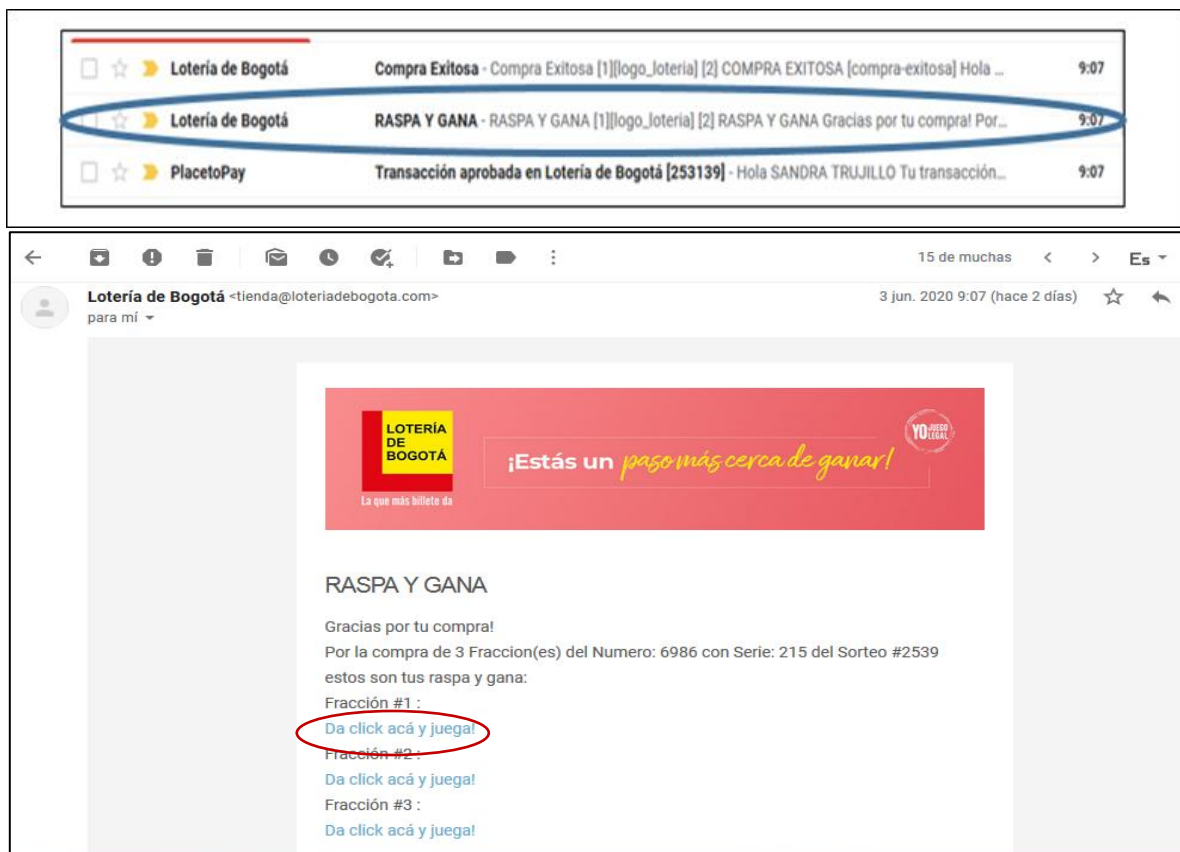 Lotería de Bogotá Compra Exitosa - Compra Exitosa [1][logo_loteria] [2] COMPRA EXITOSA [compra-exitosa] Hola ... 9:07
Lotería de Bogotá RASPA Y GANA - RASPA Y GANA [1][logo_loteria] [2] RASPA Y GANA Gracias por tu compra! Por... 9:07
PlacetoPay Transacción aprobada en Lotería de Bogotá [253139] - Hola SANDRA TRUJILLO Tu transacción... 9:07
15 de muchas Es
Lotería de Bogotá <tienda@loteriadebogota.com> 3 jun. 2020 9:07 (hace 2 días)
para mí
LOTERÍA
DE
BOGOTÁ
La que más billete da
¡Estás un paso más cerca de ganar!
YO JUEGO
LEGAL
RASPA Y GANA
Gracias por tu compra!
Por la compra de 3 Fraccion(es) del Numero: 6986 con Serie: 215 del Sorteo #2539
estos son tus raspa y gana:
Fracción #1 :
Da click acá y juega!
Fracción #2 :
Da click acá y juega!
Fracción #3 :
Da click acá y juega!